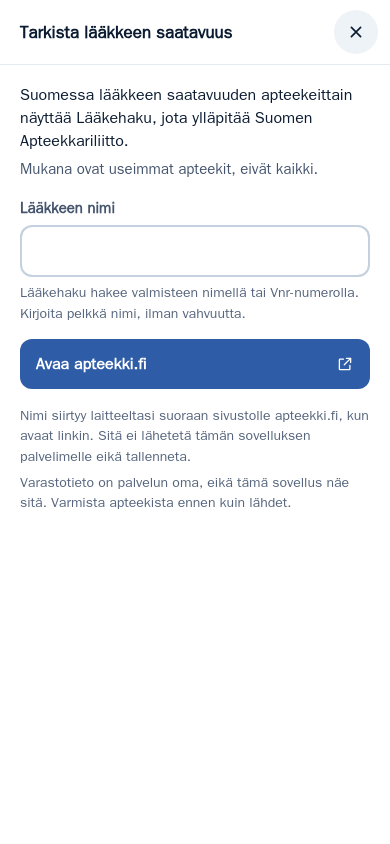 Tarkista lääkkeen saatavuus
Suomessa lääkkeen saatavuuden apteekeittain
näyttää Lääkehaku, jota ylläpitää Suomen
Apteekkariliitto.
Mukana ovat useimmat apteekit, eivät kaikki.
Lääkkeen nimi
Lääkehaku hakee valmisteen nimellä tai Vnr-numerolla.
Kirjoita pelkkä nimi, ilman vahvuutta.
Avaa apteekki.fi
Nimi siirtyy laitteeltasi suoraan sivustolle apteekki.fi, kun
avaat linkin. Sitä ei lähetetä tämän sovelluksen
palvelimelle eikä tallenneta.
Varastotieto on palvelun oma, eikä tämä sovellus näe
sitä. Varmista apteekista ennen kuin lähdet.